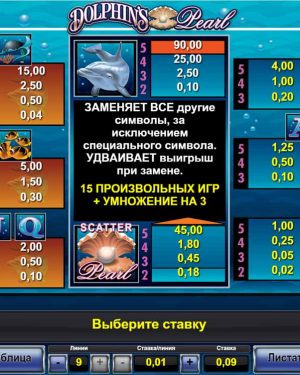 DOLPHIN'S Pearl
15,00
2,50
0,50
0,04
5 90,00
4 25,00
3 2,50
2 0,10
5 4,00
4 1,00
3 0,20
ЗАМЕНЯЕТ ВСЕ другие
символы, за
исключением
специального символа.
УДВАИВАЕТ выигрыш
при замене.
15 ПРОИЗВОЛЬНЫХ ИГР
+ УМНОЖЕНИЕ НА 3
5,00
1,50
0,30
5 1,25
4 0,50
3 0,10
Q
2,00
0,50
0,10
SCATTER
Pearl
5 45,00
4 1,80
3 0,45
2 0,18
5 1,00
4 0,25
3 0,05
2 0,02
Выберите ставку
блица
Линии
- 9 +
Ставка/линия
- 0,01 +
Ставка
0,09
Листат